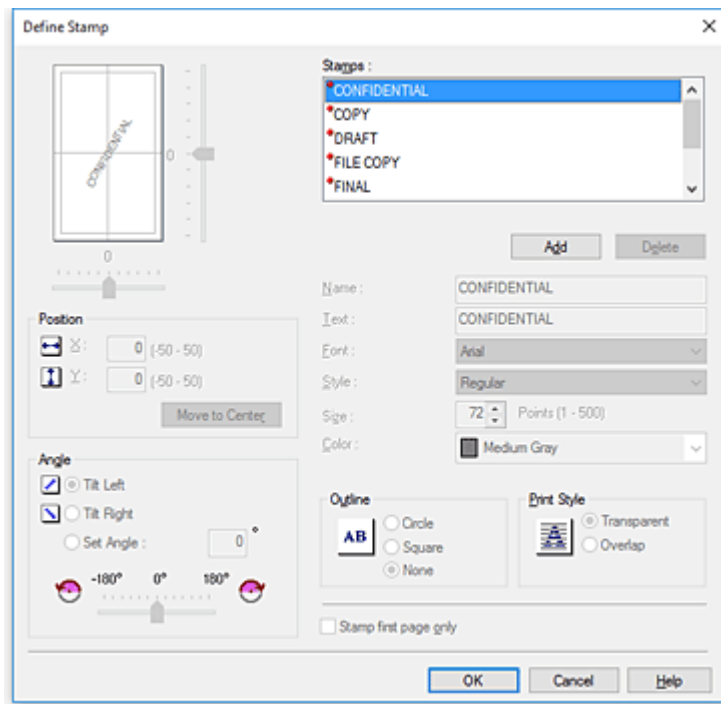 Define Stamp
CONFIDENTIAL
0
0
Stamps :
CONFIDENTIAL
COPY
DRAFT
FILE COPY
FINAL
Add
Delete
Position
X: 0 (-50 - 50)
Y: 0 (-50 - 50)
Move to Center
Name : CONFIDENTIAL
Text : CONFIDENTIAL
Font : Arial
Style : Regular
Size : 72 Points (1 - 500)
Color : Medium Gray
Angle
Tilt Left
Tilt Right
Set Angle : 0 °
-180° 0° 180°
Outline
AB
Circle
Square
None
Print Style
A
Transparent
Overlap
Stamp first page only
OK
Cancel
Help